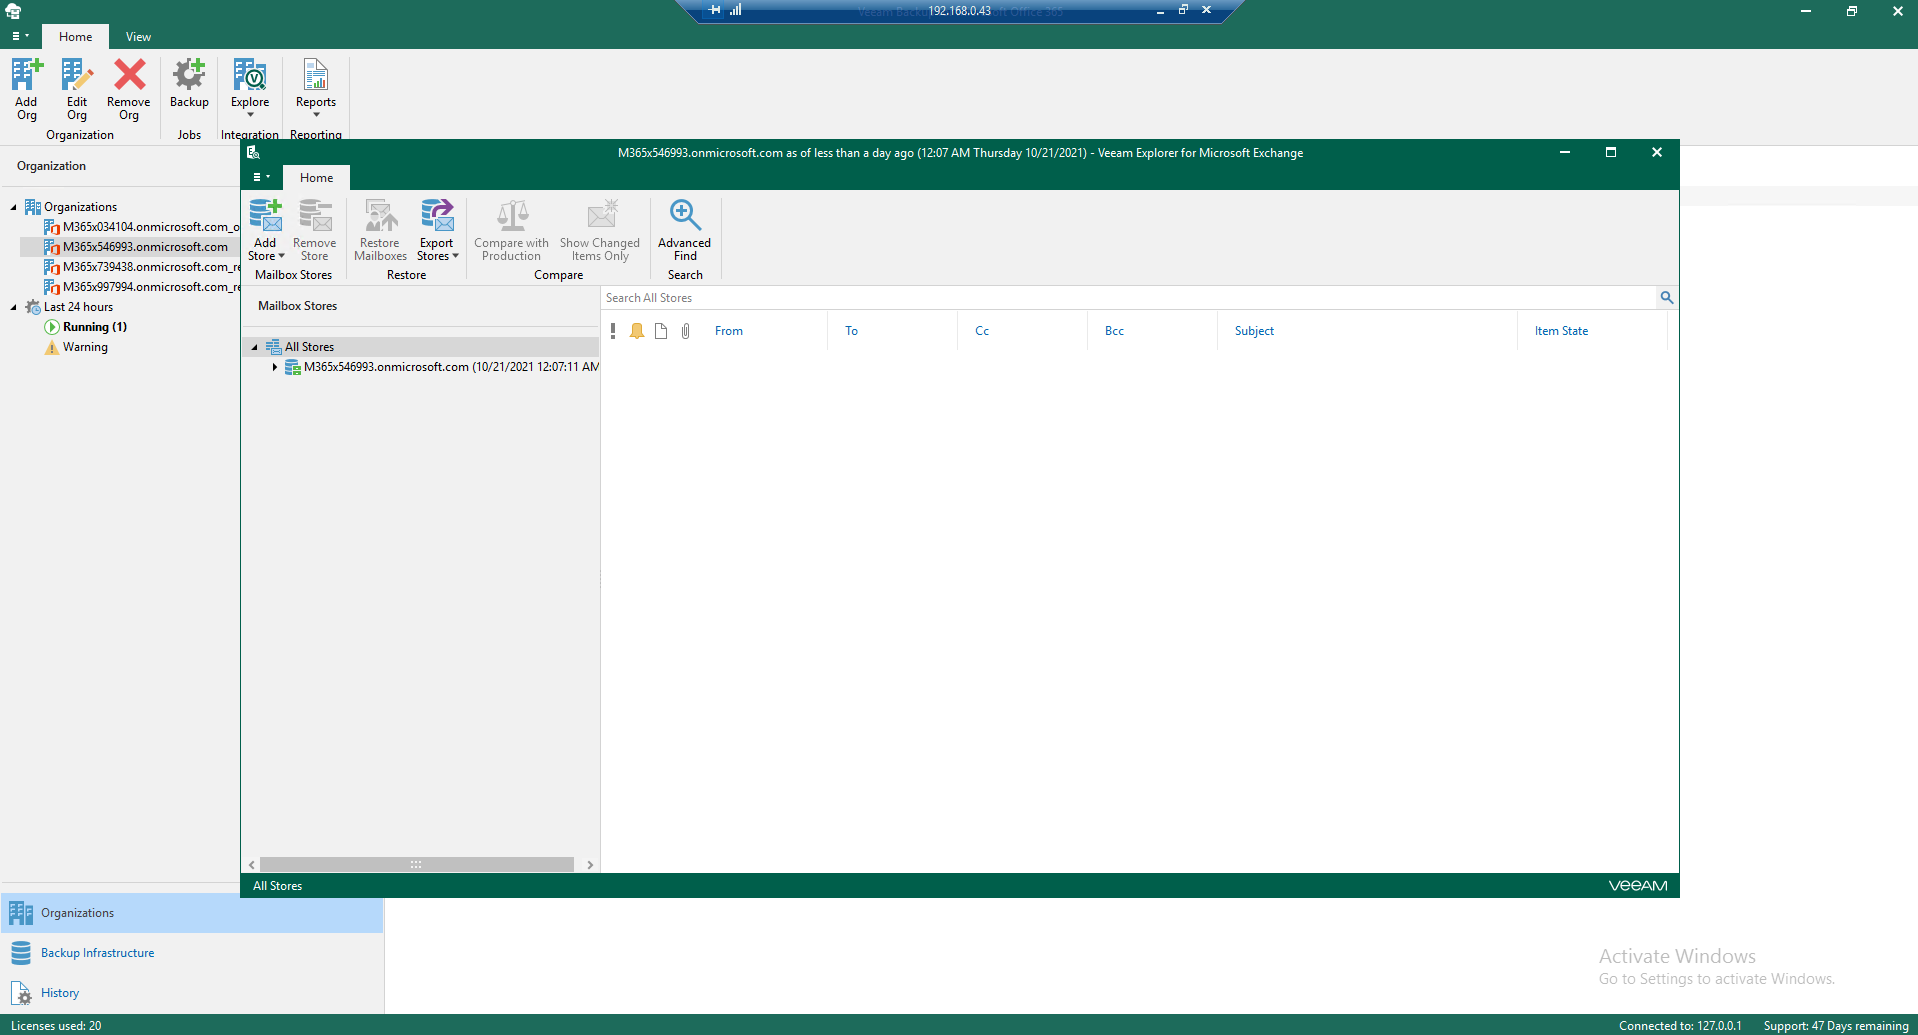 Veeam Backup
192.168.0.43
soft Office 365
Home
View
Add Org
Edit Org
Remove Org
Backup
Explore
Reports
Organization
Jobs
Integration
Reporting
Organization
Organizations
M365x034104.onmicrosoft.com_o
M365x546993.onmicrosoft.com
M365x739438.onmicrosoft.com_re
M365x997994.onmicrosoft.com_re
Last 24 hours
Running (1)
Warning
M365x546993.onmicrosoft.com as of less than a day ago (12:07 AM Thursday 10/21/2021) - Veeam Explorer for Microsoft Exchange
Home
Add Store
Remove Store
Restore Mailboxes
Export Stores
Compare with Production
Show Changed Items Only
Advanced Find
Mailbox Stores
Restore
Compare
Search
Mailbox Stores
Search All Stores
From
To
Cc
Bcc
Subject
Item State
All Stores
M365x546993.onmicrosoft.com (10/21/2021 12:07:11 AM
All Stores
VEEAM
Organizations
Backup Infrastructure
History
Activate Windows
Go to Settings to activate Windows.
Licenses used: 20
Connected to: 127.0.0.1
Support: 47 Days remaining